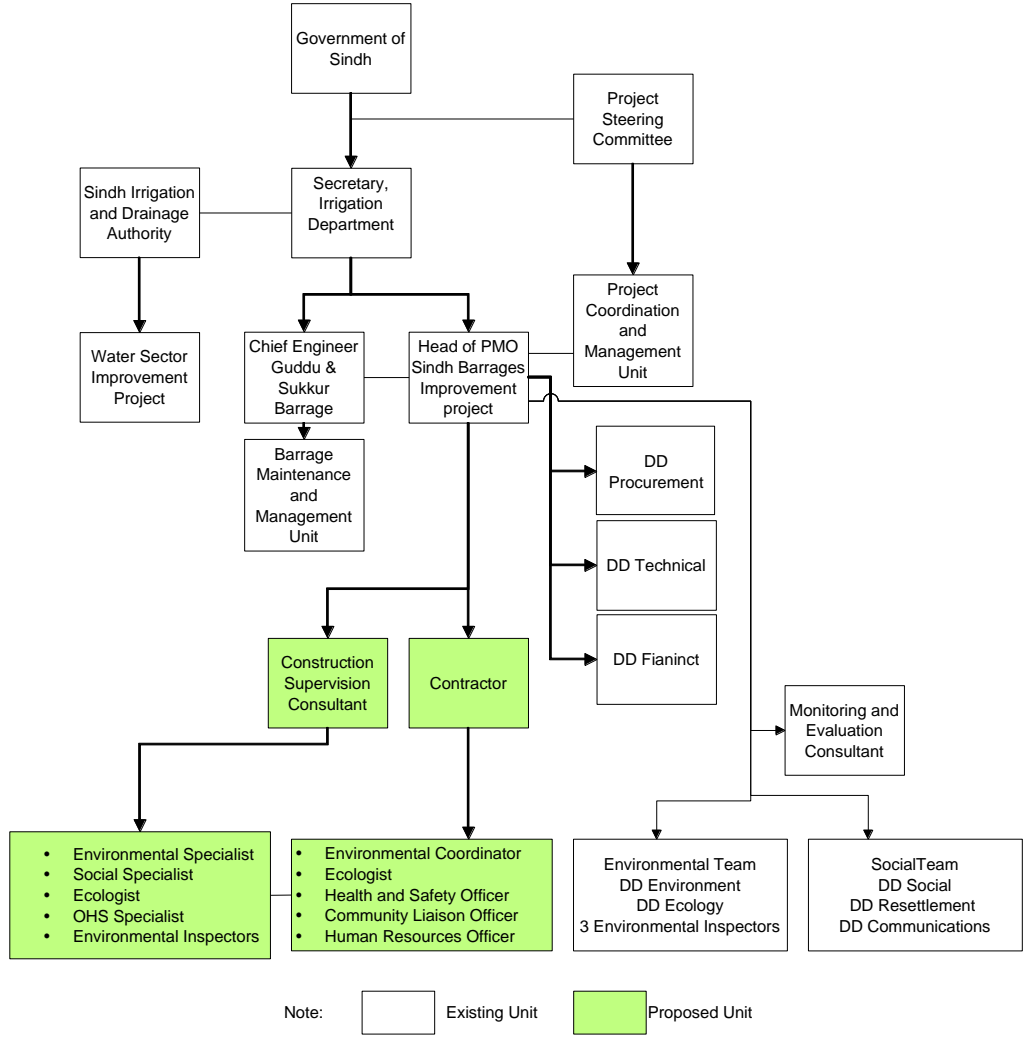 Government of
Sindh
Project
Steering
Committee
Sindh Irrigation
and Drainage
Authority
Secretary,
Irrigation
Department
Project
Coordination
and
Management
Unit
Water Sector
Improvement
Project
Chief Engineer
Guddu &
Sukkur
Barrage
Head of PMO
Sindh Barrages
Improvement
project
Barrage
Maintenance
and
Management
Unit
DD
Procurement
DD Technical
DD Fianinct
Construction
Supervision
Consultant
Contractor
Monitoring and
Evaluation
Consultant
• Environmental Specialist
• Social Specialist
• Ecologist
• OHS Specialist
• Environmental Inspectors
• Environmental Coordinator
• Ecologist
• Health and Safety Officer
• Community Liaison Officer
• Human Resources Officer
Environmental Team
DD Environment
DD Ecology
3 Environmental Inspectors
SocialTeam
DD Social
DD Resettlement
DD Communications
Note:
Existing Unit
Proposed Unit